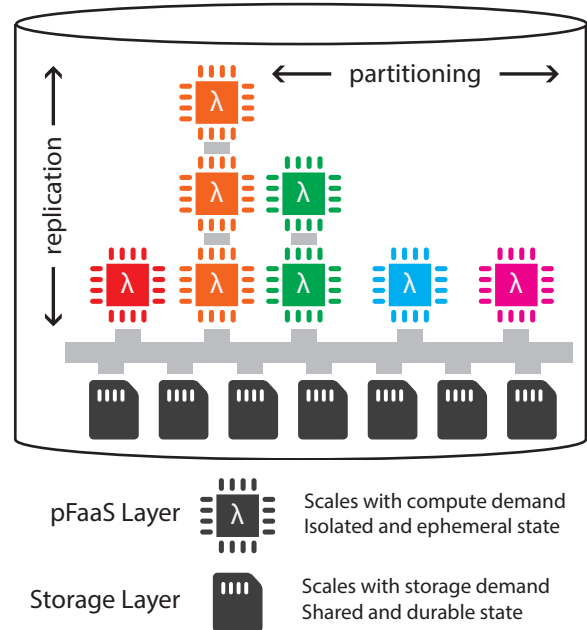 partitioning
replication
λ
λ λ
λ λ λ λ λ
pFaaS Layer
λ
Scales with compute demand
Isolated and ephemeral state
Storage Layer
Scales with storage demand
Shared and durable state